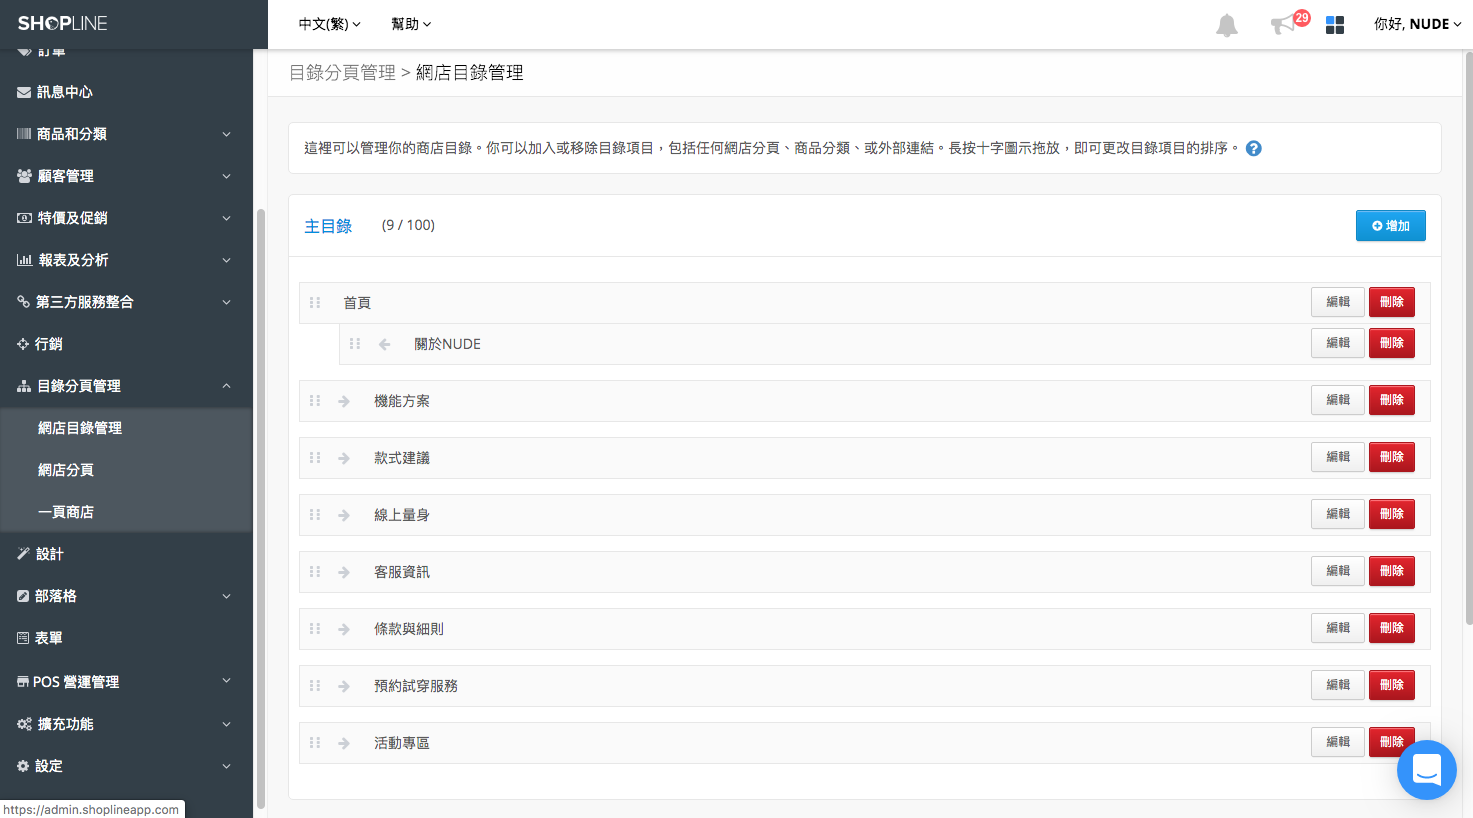 SHOPLINE
中文(繁)
幫助
29
你好, NUDE
訂單
訊息中心
商品和分類
顧客管理
特價及促銷
報表及分析
第三方服務整合
行銷
目錄分頁管理
網店目錄管理
網店分頁
一頁商店
設計
部落格
表單
POS 營運管理
擴充功能
設定
https://admin.shoplineapp.com
目錄分頁管理 > 網店目錄管理
這裡可以管理你的商店目錄。你可以加入或移除目錄項目，包括任何網店分頁、商品分類、或外部連結。長按十字圖示拖放，即可更改目錄項目的排序。
主目錄 (9 / 100) 增加
首頁 編輯 刪除
關於NUDE 編輯 刪除
機能方案 編輯 刪除
款式建議 編輯 刪除
線上量身 編輯 刪除
客服資訊 編輯 刪除
條款與細則 編輯 刪除
預約試穿服務 編輯 刪除
活動專區 編輯 刪除